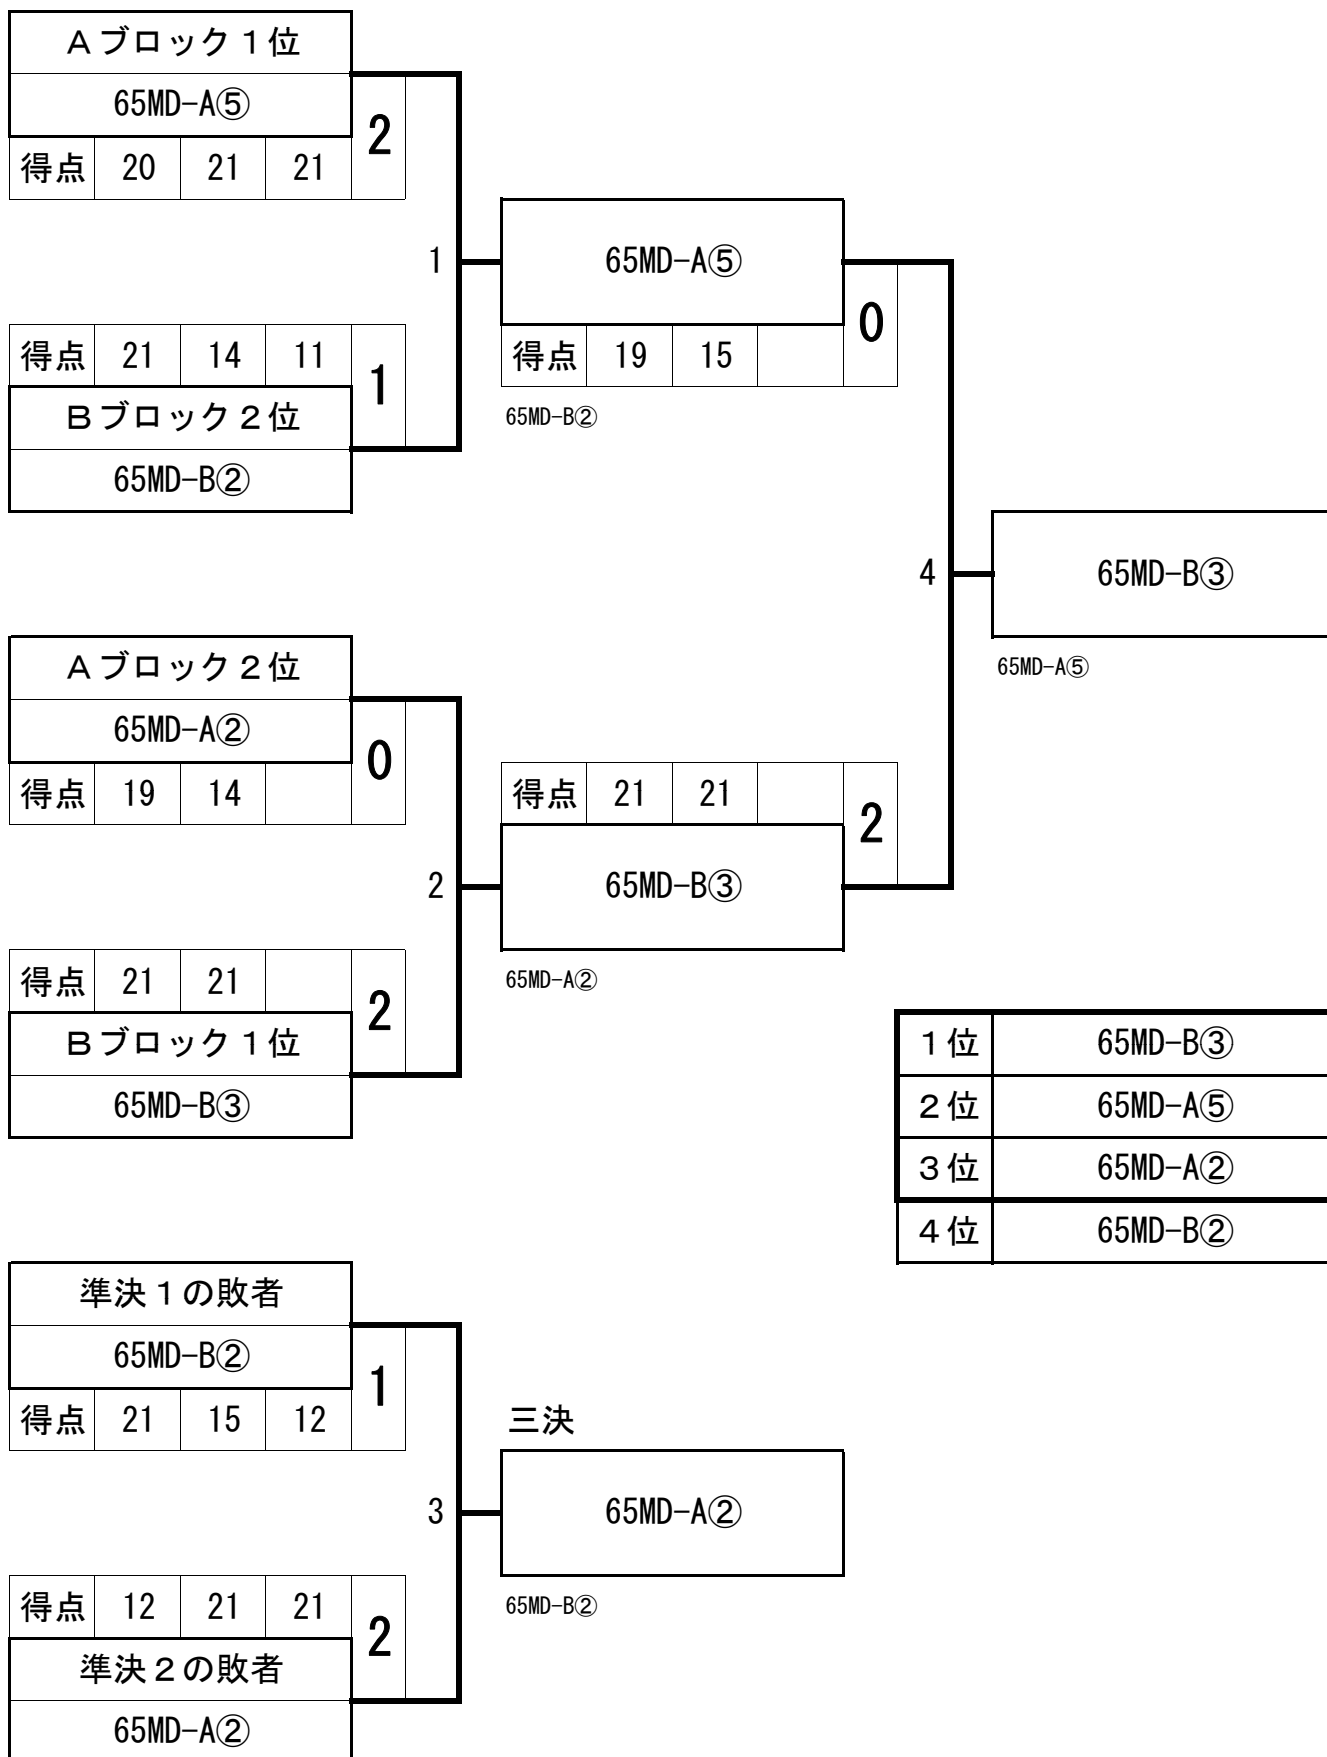 Ａブロック１位
65MD-A⑤
2
得点 20 21 21
1
得点 21 14 11
1
Ｂブロック２位
65MD-B②
65MD-A⑤
0
得点 19 15
65MD-B②
4
65MD-B③
65MD-A⑤
Ａブロック２位
65MD-A②
0
得点 19 14
2
得点 21 21
2
Ｂブロック１位
65MD-B③
得点 21 21
2
65MD-B③
65MD-A②
１位 65MD-B③
２位 65MD-A⑤
３位 65MD-A②
４位 65MD-B②
準決１の敗者
65MD-B②
1
得点 21 15 12
3
三決
65MD-A②
65MD-B②
得点 12 21 21
2
準決２の敗者
65MD-A②